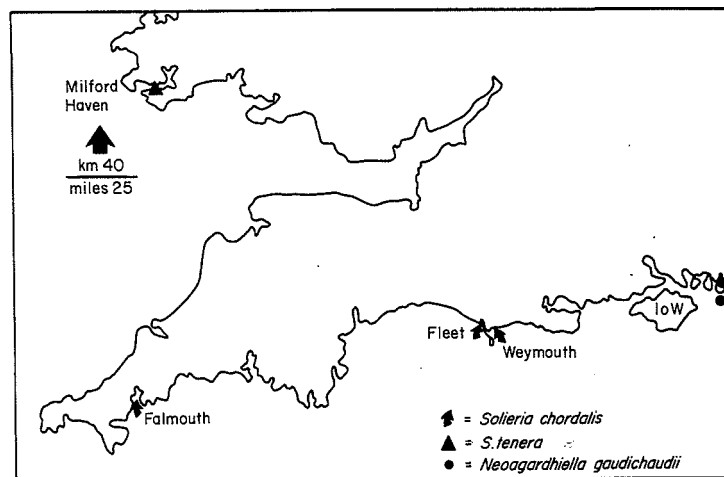 Milford
Haven
km 40
miles 25
IoW
Fleet
Weymouth
Falmouth
= Solieria chordalis
= S. tenera
= Neoagardhiella gaudichaudii